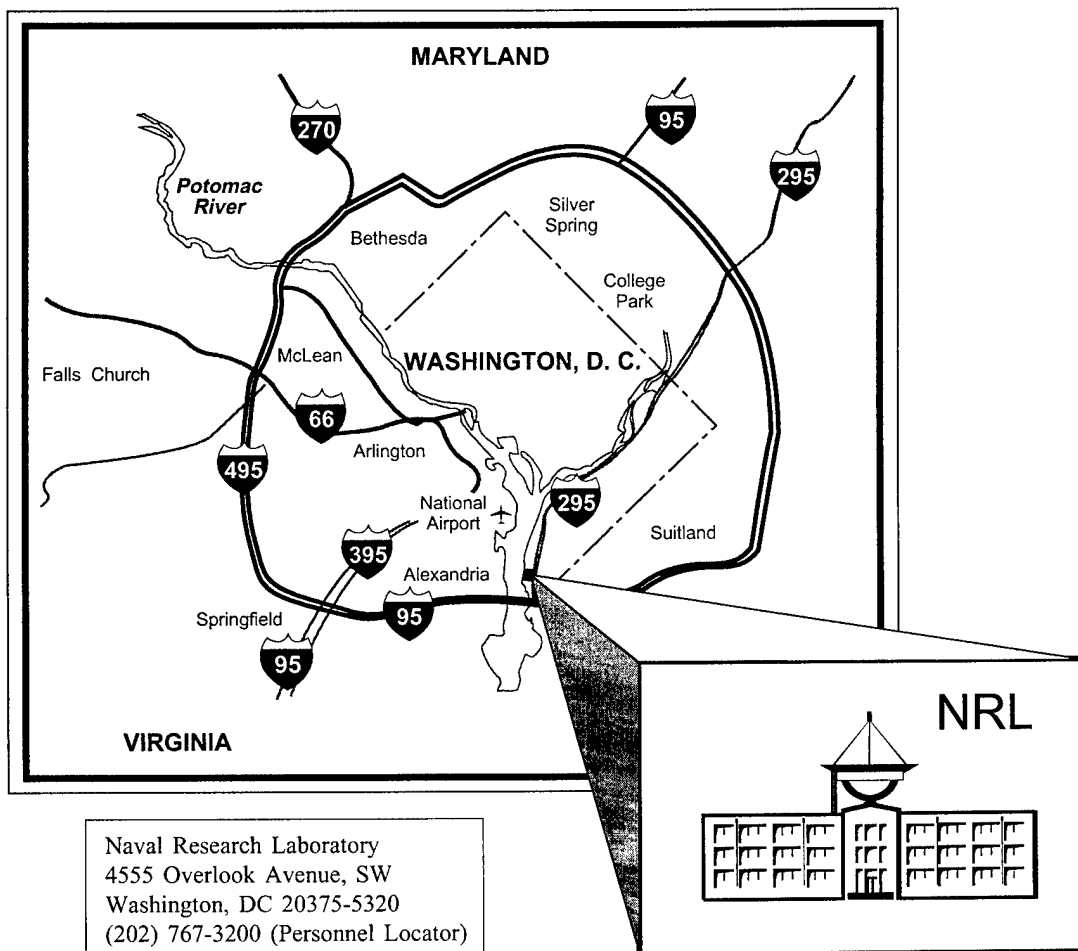 MARYLAND
270
95
295
Potomac
River
Silver
Spring
Bethesda
College
Park
McLean
WASHINGTON, D. C.
Falls Church
66
Arlington
495
National
Airport
295
Suitland
395
Alexandria
Springfield
95
95
VIRGINIA
NRL
Naval Research Laboratory
4555 Overlook Avenue, SW
Washington, DC 20375-5320
(202) 767-3200 (Personnel Locator)